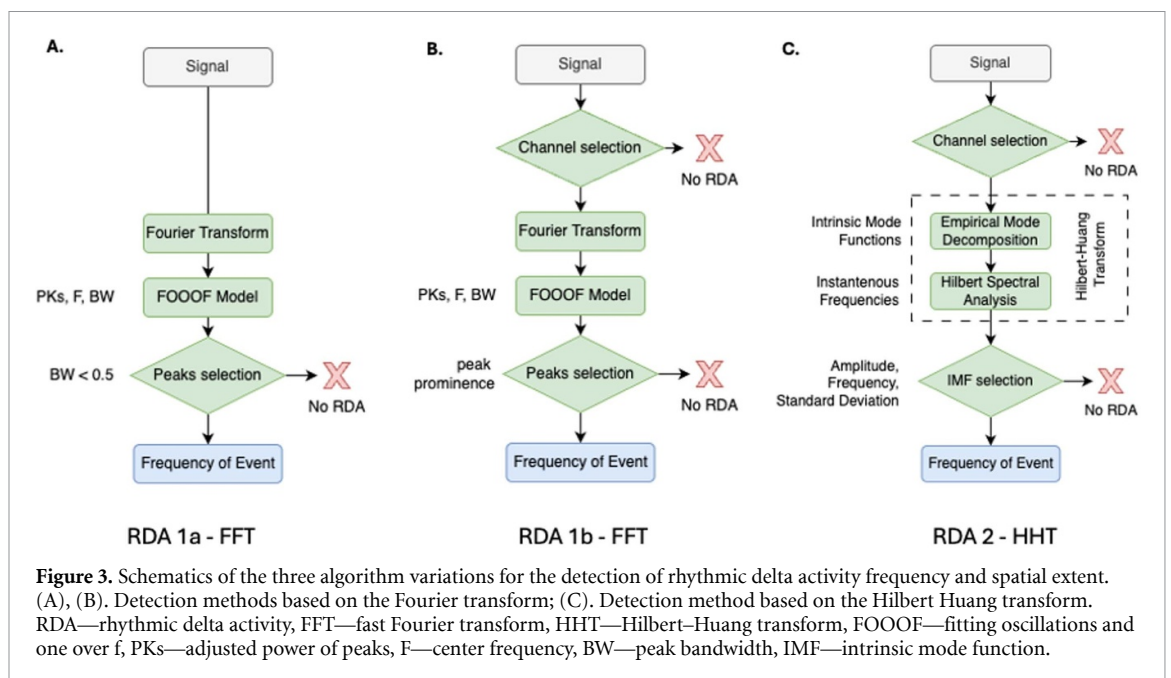 A.
Signal
Fourier Transform
PKs, F, BW
FOOOF Model
BW < 0.5
Peaks selection
No RDA
Frequency of Event
RDA 1a - FFT
B.
Signal
Channel selection
No RDA
Fourier Transform
PKs, F, BW
FOOOF Model
peak
prominence
Peaks selection
No RDA
Frequency of Event
RDA 1b - FFT
C.
Signal
Channel selection
No RDA
Intrinsic Mode
Functions
Empirical Mode
Decomposition
Instantenous
Frequencies
Hilbert Spectral
Analysis
Hilbert-Huang
Transform
Amplitude,
Frequency,
Standard Deviation
IMF selection
No RDA
Frequency of Event
RDA 2 - HHT
Figure 3. Schematics of the three algorithm variations for the detection of rhythmic delta activity frequency and spatial extent.
(A), (B). Detection methods based on the Fourier transform; (C). Detection method based on the Hilbert Huang transform.
RDA—rhythmic delta activity, FFT—fast Fourier transform, HHT—Hilbert–Huang transform, FOOOF—fitting oscillations and
one over f, PKs—adjusted power of peaks, F—center frequency, BW—peak bandwidth, IMF—intrinsic mode function.